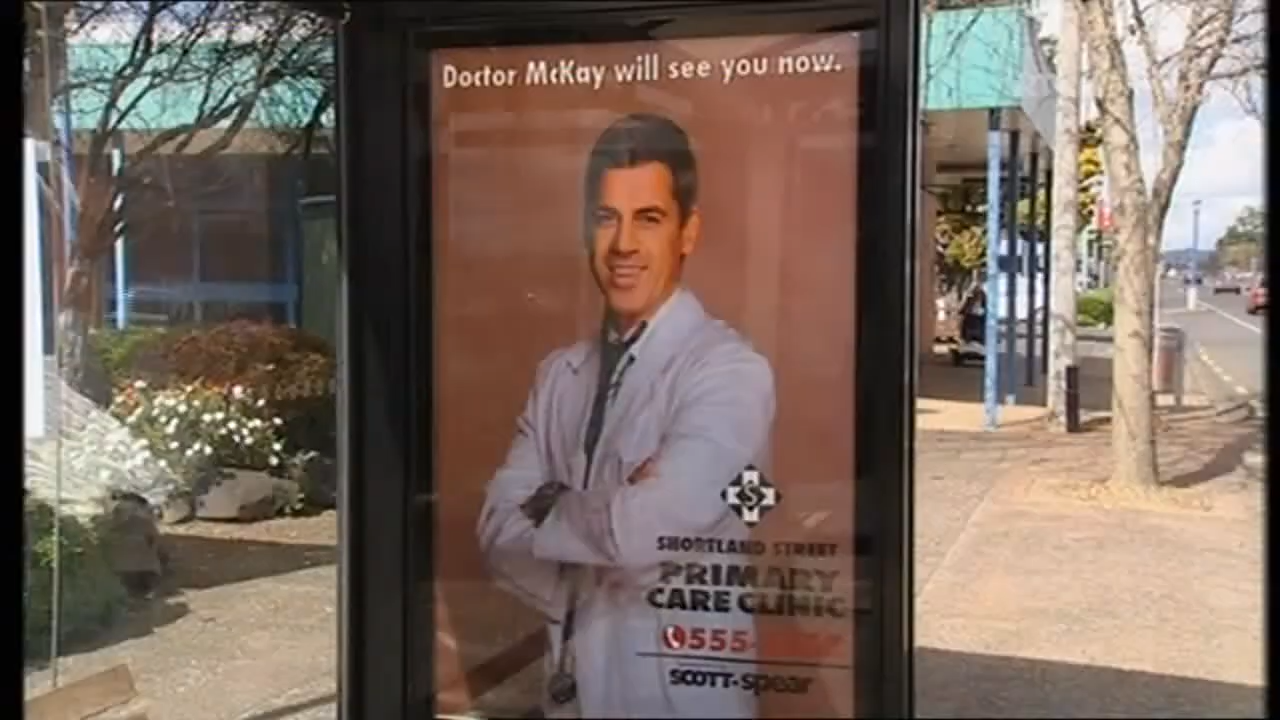 Doctor McKay will see you now.
S
SHORTLAND STREET
PRIMARY
CARE CLINIC
555-
SCOTT-Spear